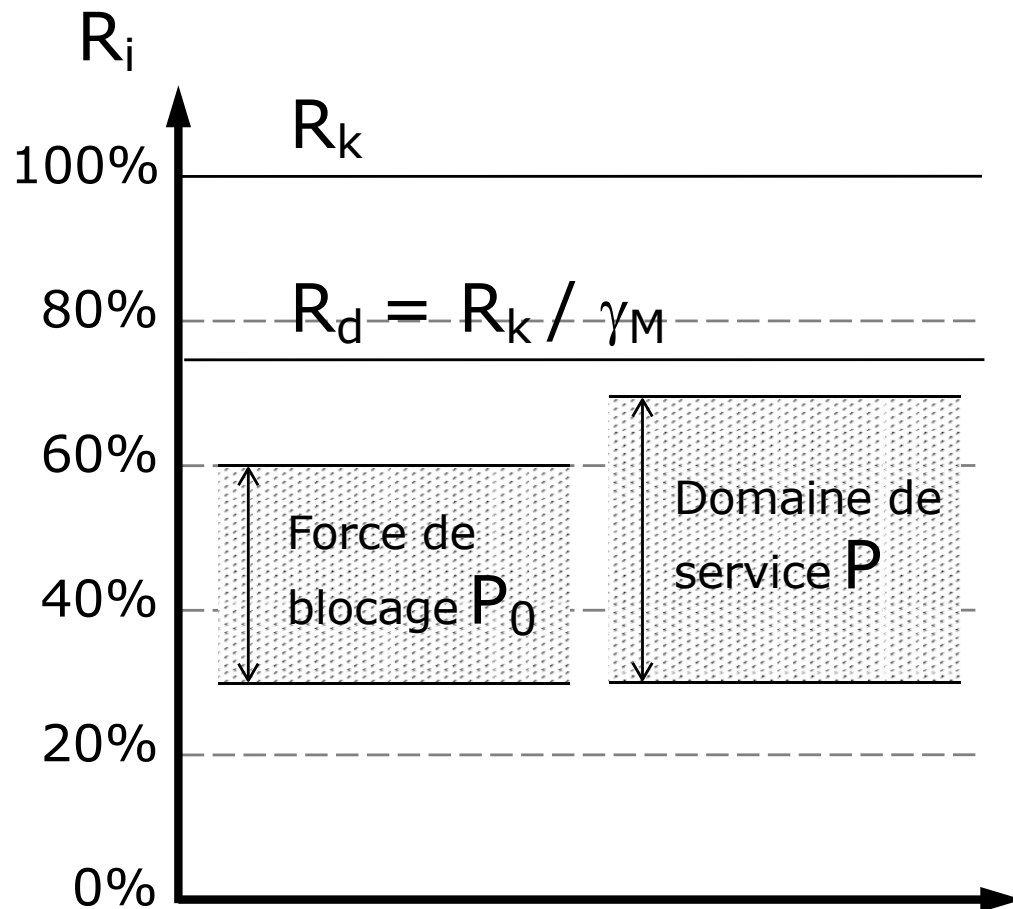 Ri
Rk
100%
80%
Rd = Rk / γM
60%
Force de
blocage P0
Domaine de
service P
40%
20%
0%